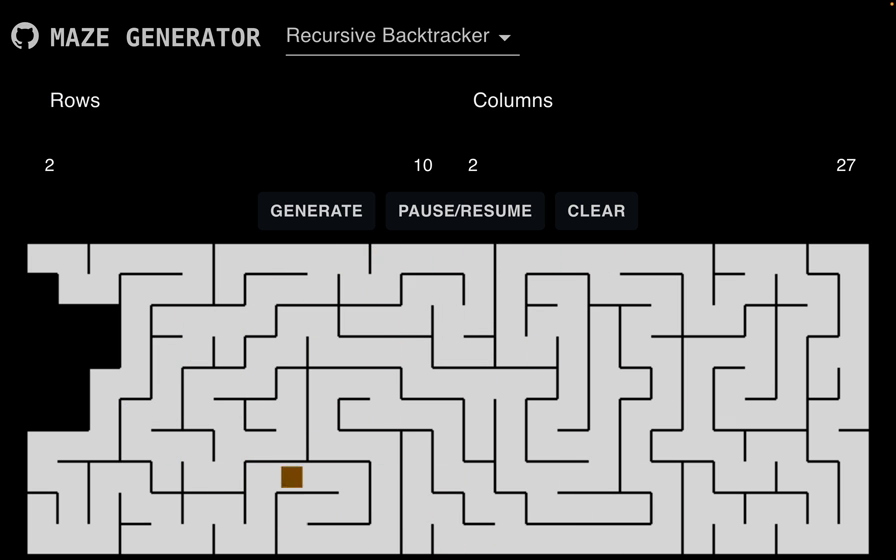 MAZE GENERATOR Recursive Backtracker
Rows Columns
2 10 2 27
GENERATE PAUSE/RESUME CLEAR